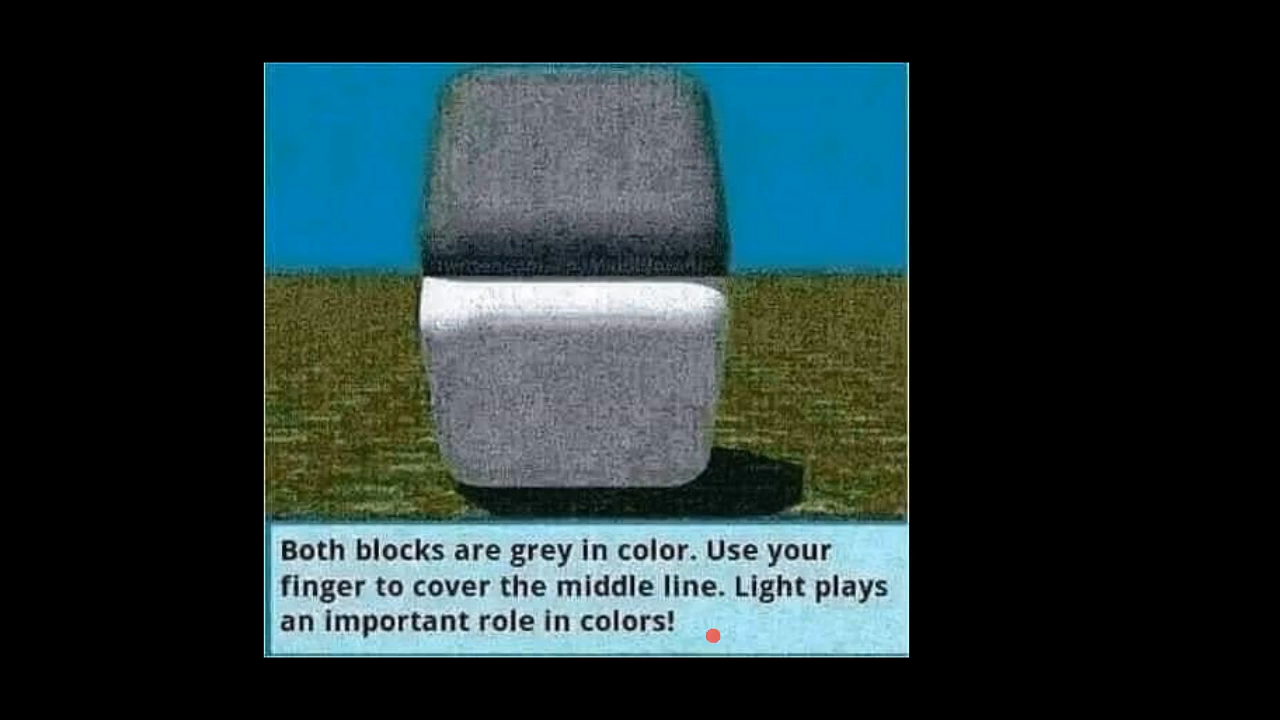 Both blocks are grey in color. Use your
finger to cover the middle line. Light plays
an important role in colors!